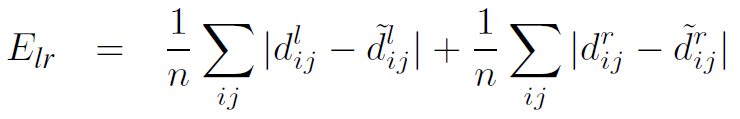 $E_{lr} = \frac{1}{n} \sum_{ij} |d^l_{ij} - \tilde{d}^l_{ij}| + \frac{1}{n} \sum_{ij} |d^r_{ij} - \tilde{d}^r_{ij}|$